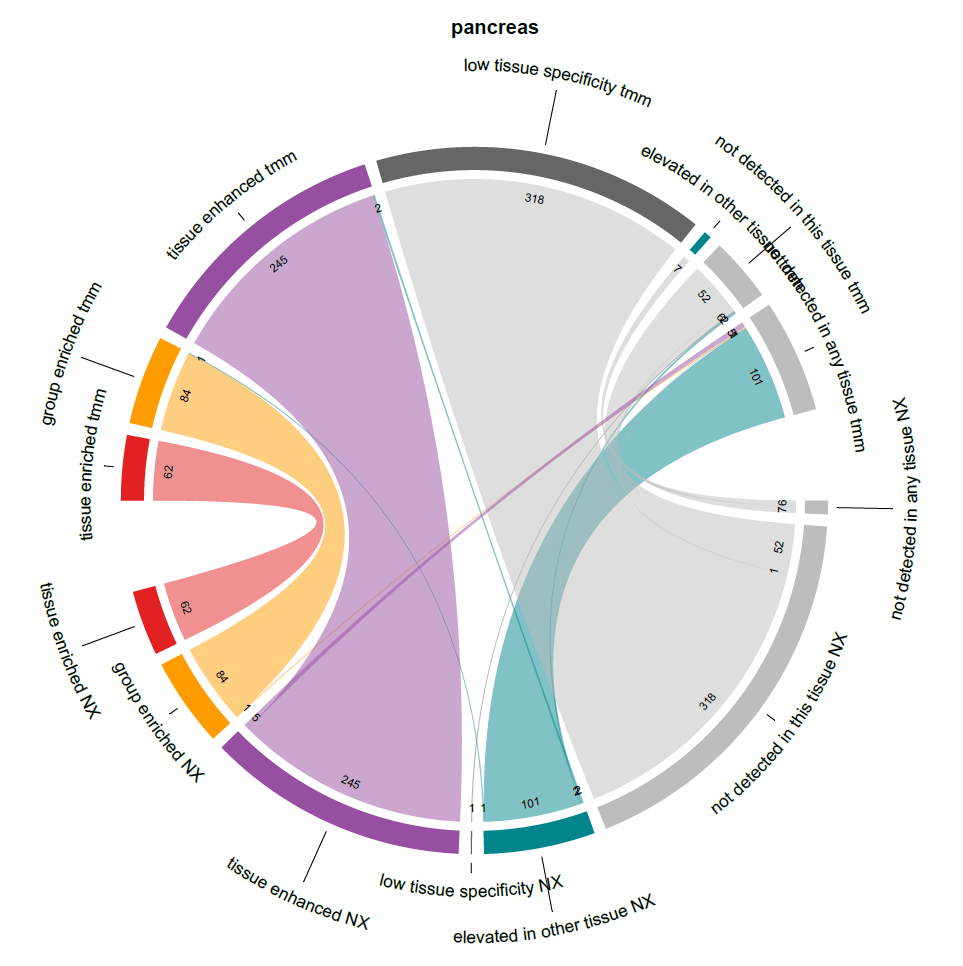 pancreas
low tissue specificity tmm
elevated in other tissue tmm
not detected in this tissue tmm
not detected in any tissue tmm
not detected in any tissue NX
not detected in this tissue NX
elevated in other tissue NX
low tissue specificity NX
tissue enhanced NX
group enriched NX
tissue enriched NX
tissue enriched tmm
group enriched tmm
tissue enhanced tmm
318
7
52
101
76
52
1
318
101
1
1
245
5
1
84
62
62
84
1
245
2